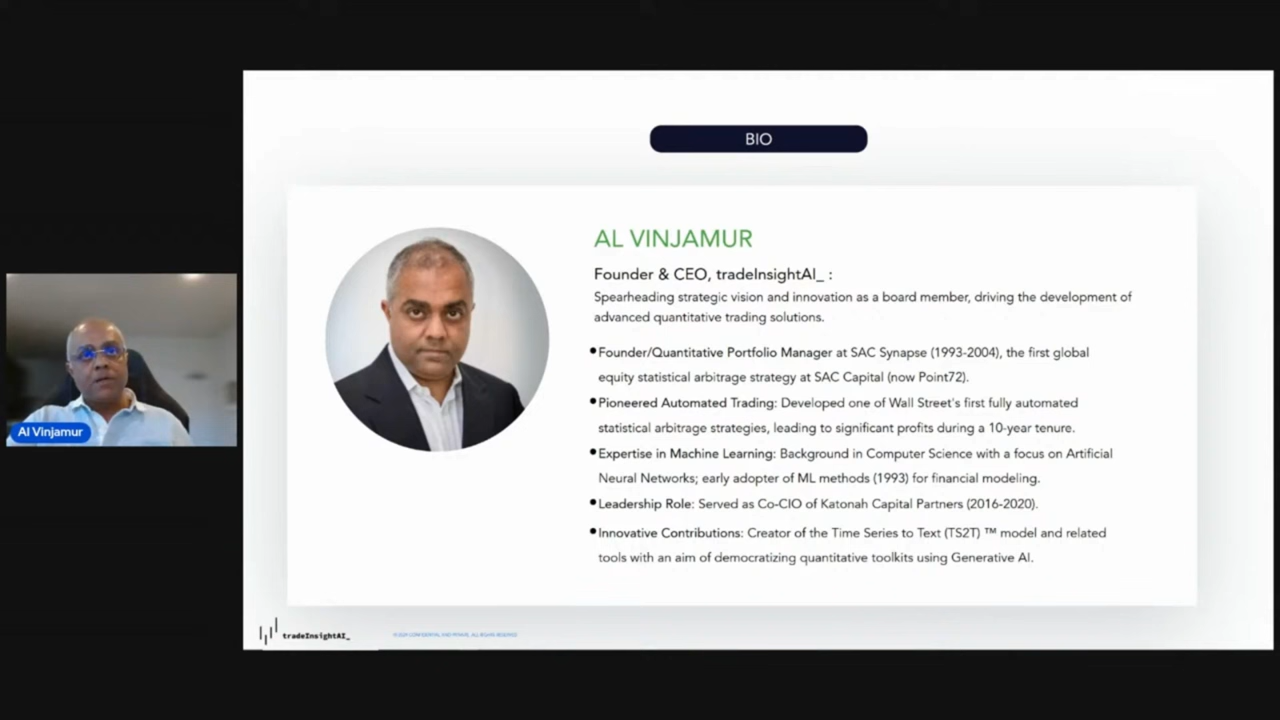 BIO
AL VINJAMUR
Founder & CEO, tradeInsightAI_ :
Spearheading strategic vision and innovation as a board member, driving the development of
advanced quantitative trading solutions.
•Founder/Quantitative Portfolio Manager at SAC Synapse (1993-2004), the first global
equity statistical arbitrage strategy at SAC Capital (now Point72).
•Pioneered Automated Trading: Developed one of Wall Street's first fully automated
statistical arbitrage strategies, leading to significant profits during a 10-year tenure.
•Expertise in Machine Learning: Background in Computer Science with a focus on Artificial
Neural Networks; early adopter of ML methods (1993) for financial modeling.
•Leadership Role: Served as Co-CIO of Katonah Capital Partners (2016-2020).
•Innovative Contributions: Creator of the Time Series to Text (TS2T) ™ model and related
tools with an aim of democratizing quantitative toolkits using Generative AI.
Al Vinjamur
tradeInsightAI_
CONFIDENTIAL AND PRIVATE, ALL RIGHTS RESERVED